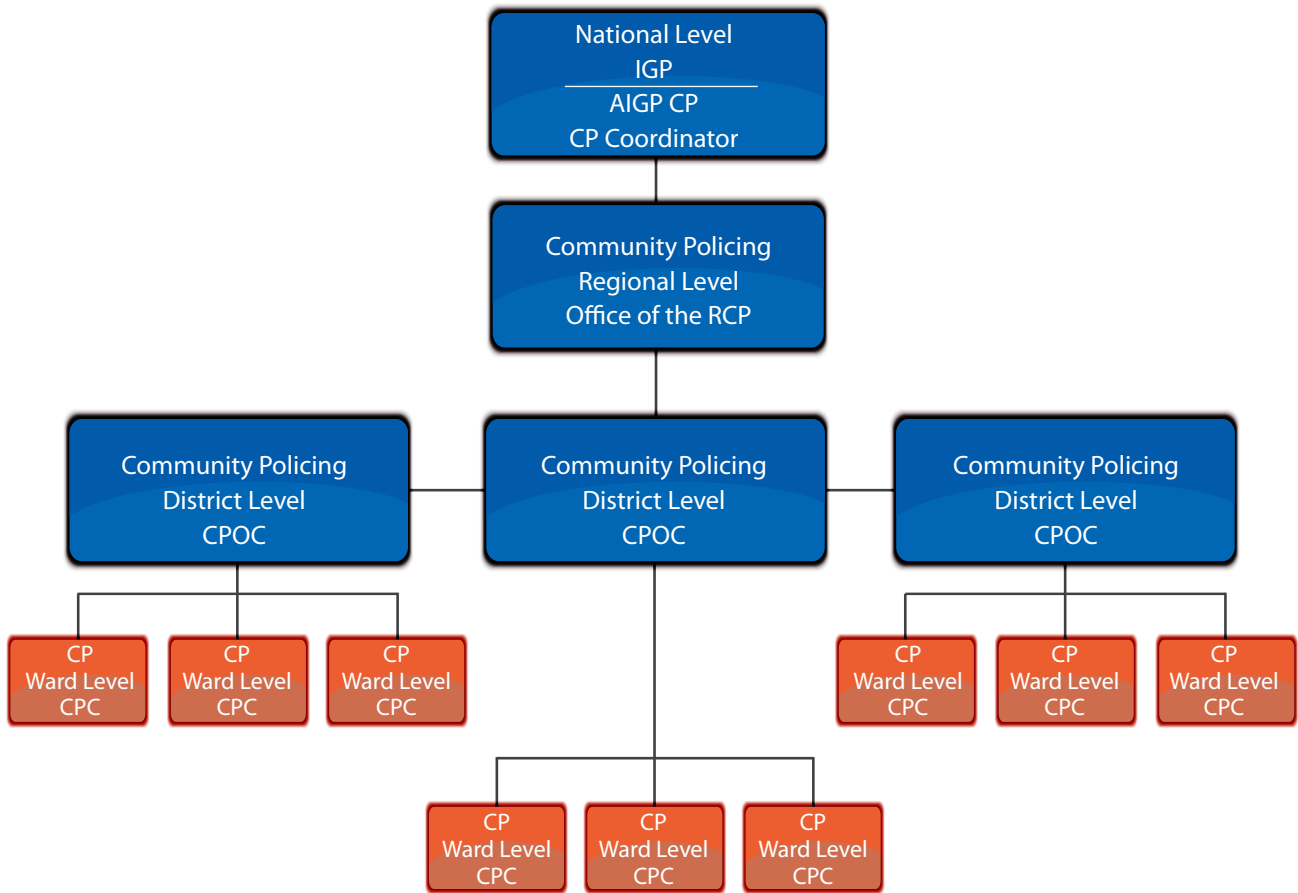 National Level
IGP
AIGP CP
CP Coordinator
Community Policing
Regional Level
Office of the RCP
Community Policing
District Level
CPOC
Community Policing
District Level
CPOC
Community Policing
District Level
CPOC
CP
Ward Level
CPC
CP
Ward Level
CPC
CP
Ward Level
CPC
CP
Ward Level
CPC
CP
Ward Level
CPC
CP
Ward Level
CPC
CP
Ward Level
CPC
CP
Ward Level
CPC
CP
Ward Level
CPC